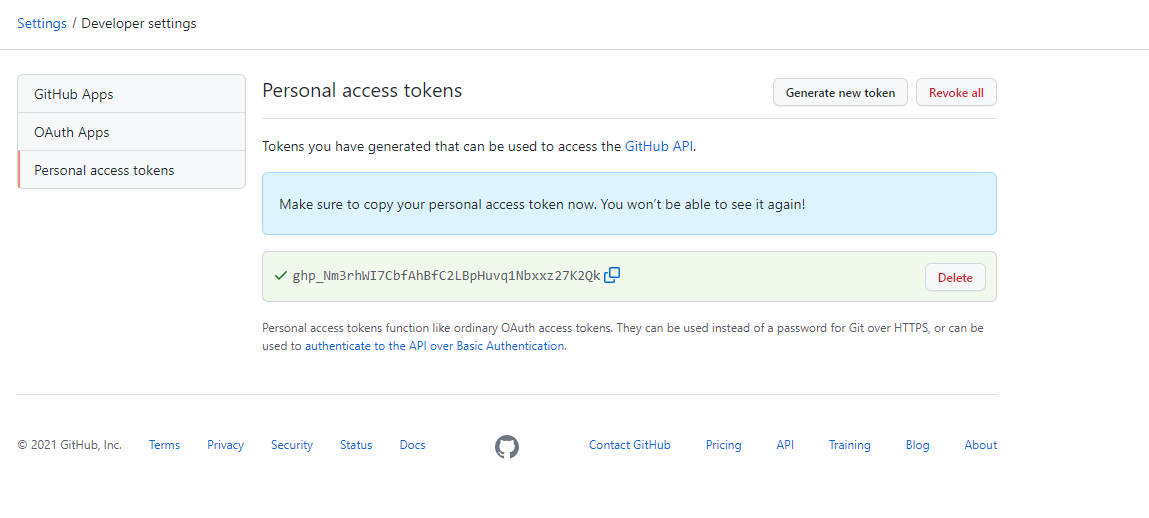 Settings / Developer settings
GitHub Apps
OAuth Apps
Personal access tokens
Personal access tokens
Generate new token
Revoke all
Tokens you have generated that can be used to access the GitHub API.
Make sure to copy your personal access token now. You won’t be able to see it again!
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
Delete
Personal access tokens function like ordinary OAuth access tokens. They can be used instead of a password for Git over HTTPS, or can be
used to authenticate to the API over Basic Authentication.
© 2021 GitHub, Inc.
Terms
Privacy
Security
Status
Docs
Contact GitHub
Pricing
API
Training
Blog
About